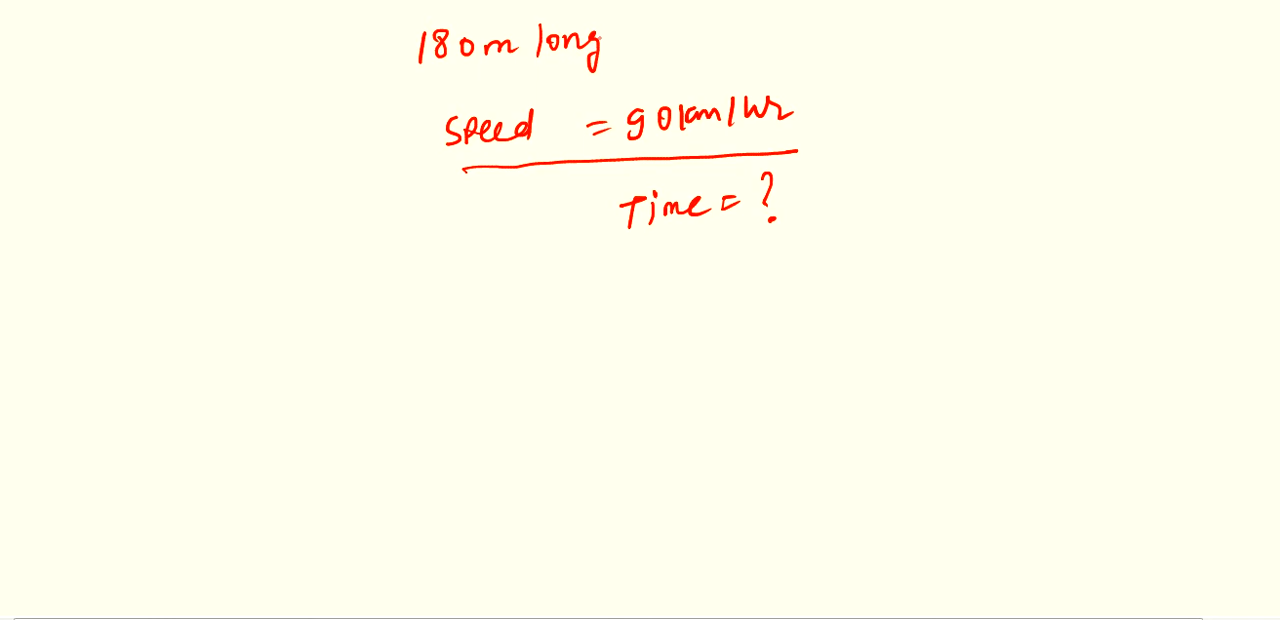 180m long
speed = 90km/hr
Time = ?